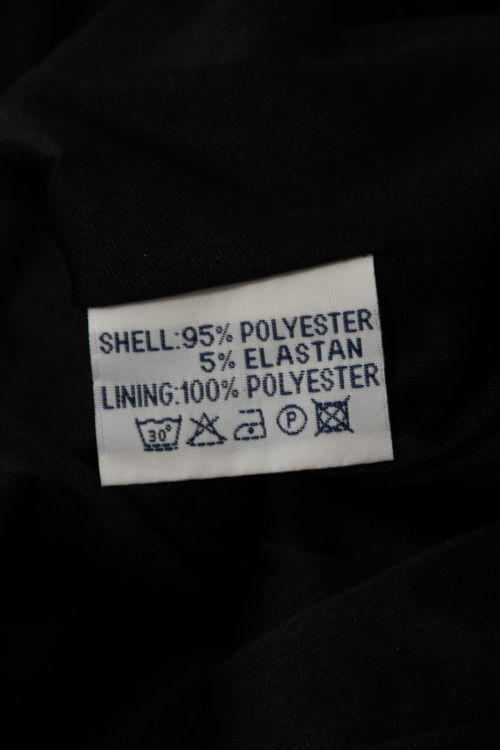 SHELL:95% POLYESTER
5% ELASTAN
LINING:100% POLYESTER
30° P